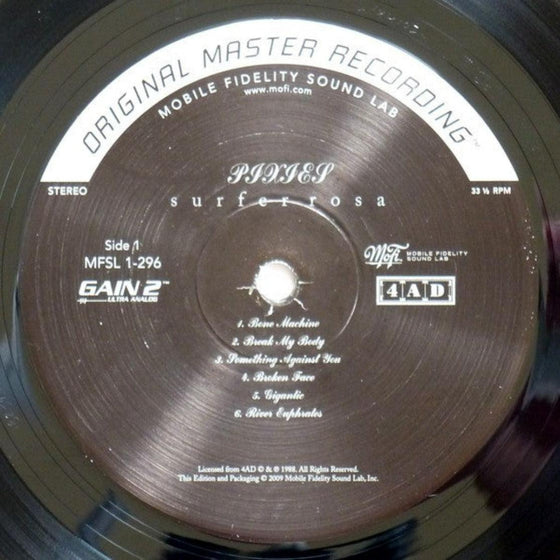 ORIGINAL MASTER RECORDING™
MOBILE FIDELITY SOUND LAB
www.mofi.com
PIXIES
STEREO
33 ⅓ RPM
surfer rosa
Side 1
MFSL 1-296
MoFi MOBILE FIDELITY
SOUND LAB
GAIN 2™
ULTRA ANALOG
4AD
1. Bone Machine
2. Break My Body
3. Something Against You
4. Broken Face
5. Gigantic
6. River Euphrates
Licensed from 4AD © & ℗ 1988. All Rights Reserved.
This Edition and Packaging © 2009 Mobile Fidelity Sound Lab, Inc.